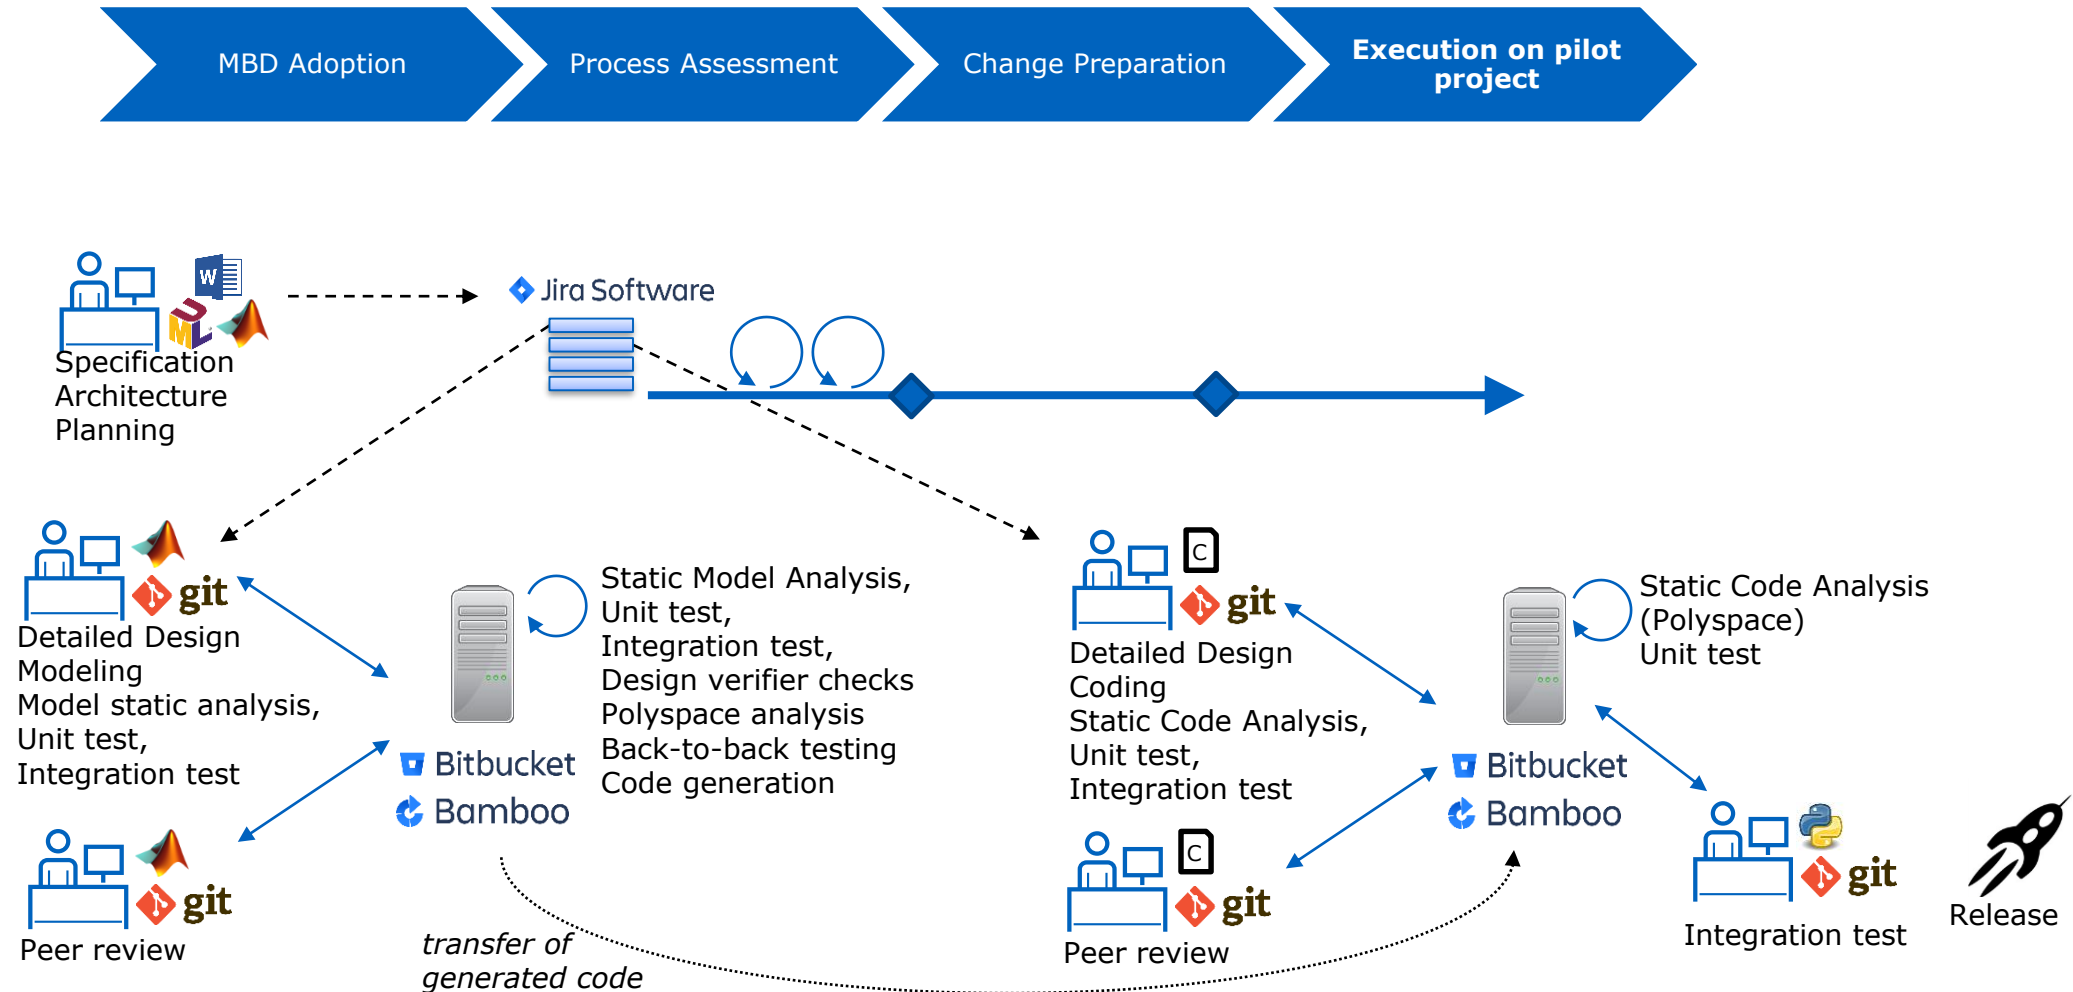 MBD Adoption
Process Assessment
Change Preparation
Execution on pilot
project
W
UML
Jira Software
Specification
Architecture
Planning
git
Detailed Design
Modeling
Model static analysis,
Unit test,
Integration test
Static Model Analysis,
Unit test,
Integration test,
Design verifier checks
Polyspace analysis
Back-to-back testing
Code generation
Bitbucket
Bamboo
git
Peer review
transfer of
generated code
C
git
Detailed Design
Coding
Static Code Analysis,
Unit test,
Integration test
C
git
Peer review
Static Code Analysis
(Polyspace)
Unit test
Bitbucket
Bamboo
git
Integration test
Release